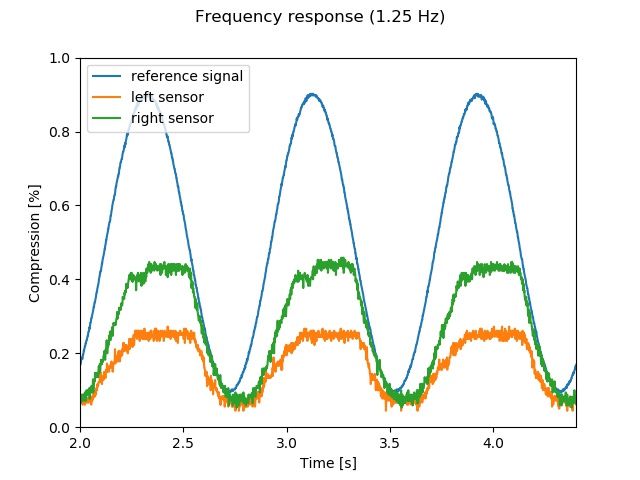 Frequency response (1.25 Hz)
1.0
reference signal
left sensor
right sensor
0.8
0.6
0.4
0.2
0.0
Compression [%]
2.0 2.5 3.0 3.5 4.0
Time [s]